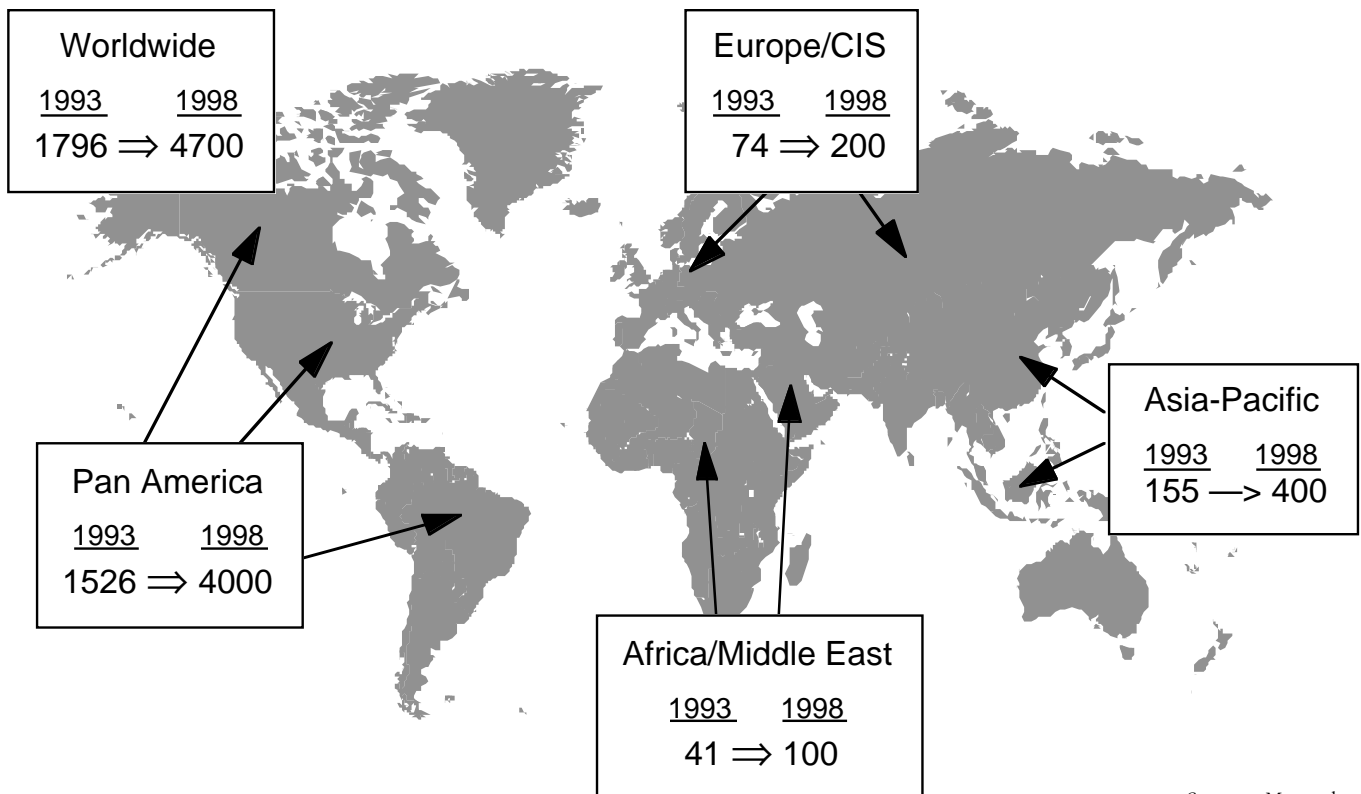 Worldwide
1993 1998
1796 ⇒ 4700
Europe/CIS
1993 1998
74 ⇒ 200
Asia-Pacific
1993 1998
155 —> 400
Pan America
1993 1998
1526 ⇒ 4000
Africa/Middle East
1993 1998
41 ⇒ 100